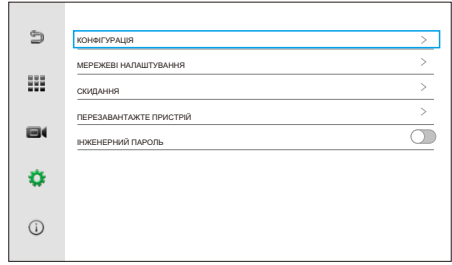 КОНФІГУРАЦІЯ
МЕРЕЖЕВІ НАЛАШТУВАННЯ
СКИДАННЯ
ПЕРЕЗАВАНТАЖТЕ ПРИСТРІЙ
ІНЖЕНЕРНИЙ ПАРОЛЬ